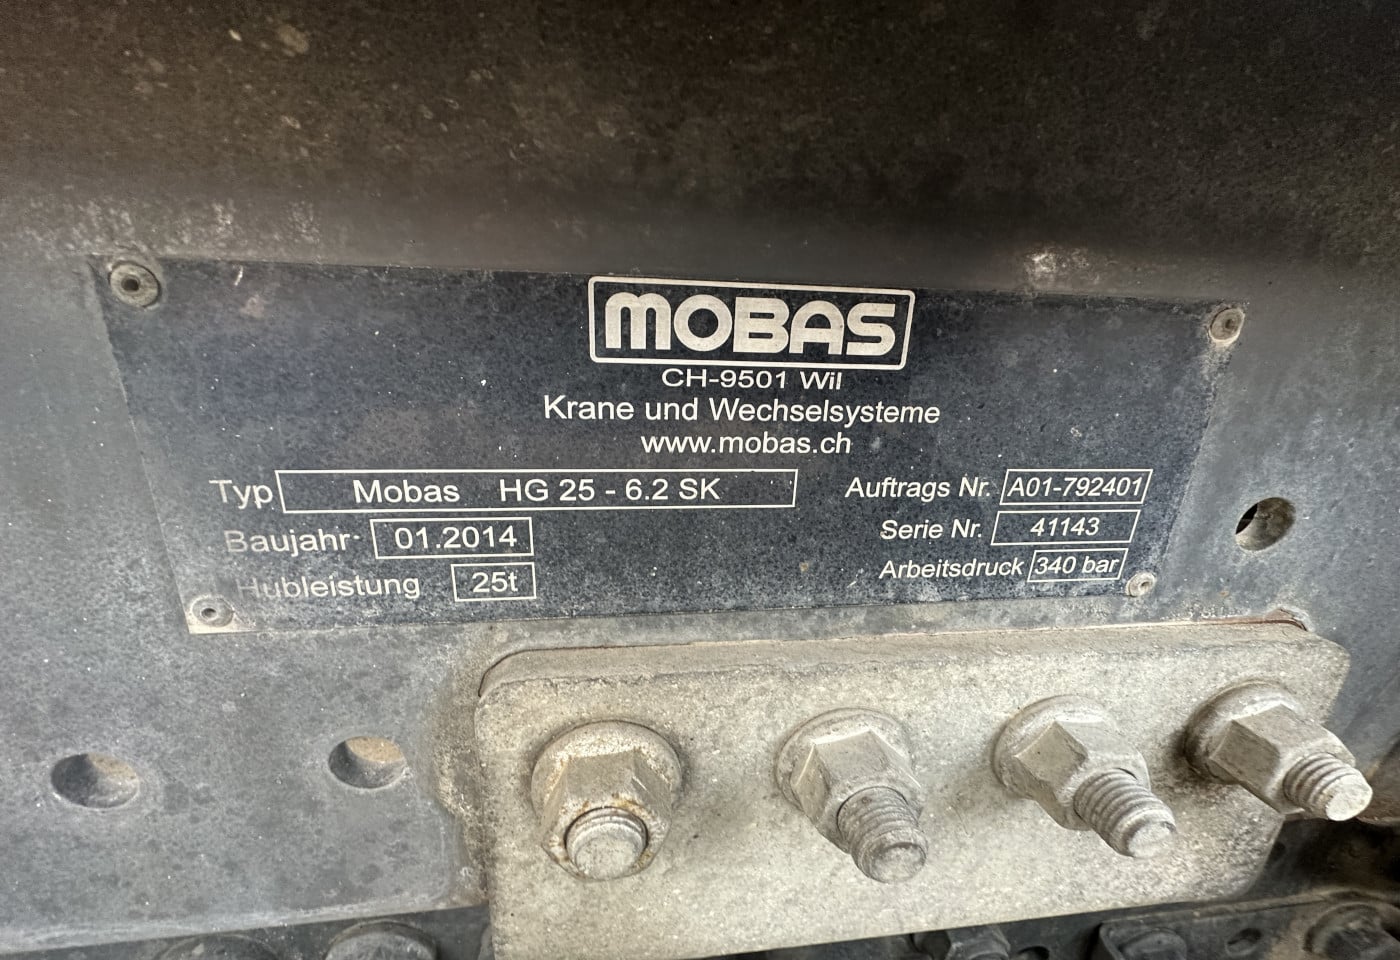 MOBAS
CH-9501 Wil
Krane und Wechselsysteme
www.mobas.ch
Typ Mobas HG 25 - 6.2 SK
Auftrags Nr. A01-792401
Baujahr 01.2014
Serie Nr. 41143
Hubleistung 25t
Arbeitsdruck 340 bar